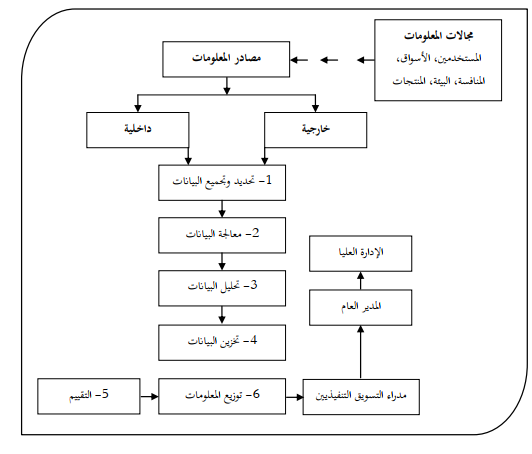 مجالات المعلومات
المستخدمين، الأسواق،
المنافسة، البيئة، المنتجات
مصادر المعلومات
خارجية
داخلية
1- تحديد وتجميع البيانات
2- معالجة البيانات
3- تحليل البيانات
4- تخزين البيانات
الإدارة العليا
المدير العام
مدراء التسويق التنفيذيين
6- توزيع المعلومات
5- التقييم